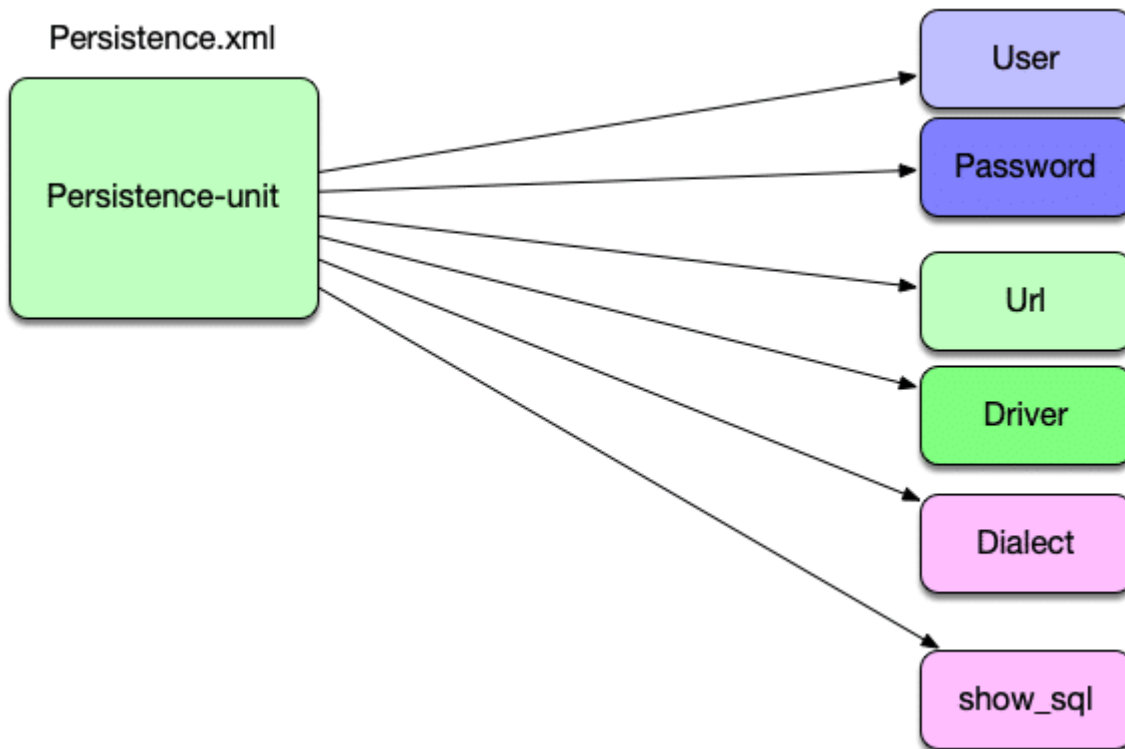 Persistence.xml
Persistence-unit
User
Password
Url
Driver
Dialect
show_sql